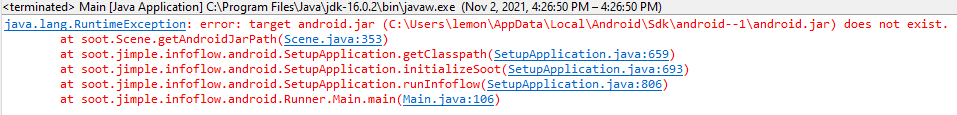 <terminated> Main [Java Application] C:\Program Files\Java\jdk-16.0.2\bin\javaw.exe (Nov 2, 2021, 4:26:50 PM – 4:26:50 PM)
java.lang.RuntimeException: error: target android.jar (C:\Users\lemon\AppData\Local\Android\Sdk\android--1\android.jar) does not exist.
at soot.Scene.getAndroidJarPath(Scene.java:353)
at soot.jimple.infoflow.android.SetupApplication.getClasspath(SetupApplication.java:659)
at soot.jimple.infoflow.android.SetupApplication.initializeSoot(SetupApplication.java:693)
at soot.jimple.infoflow.android.SetupApplication.runInfoflow(SetupApplication.java:806)
at soot.jimple.infoflow.android.Runner.Main.main(Main.java:106)